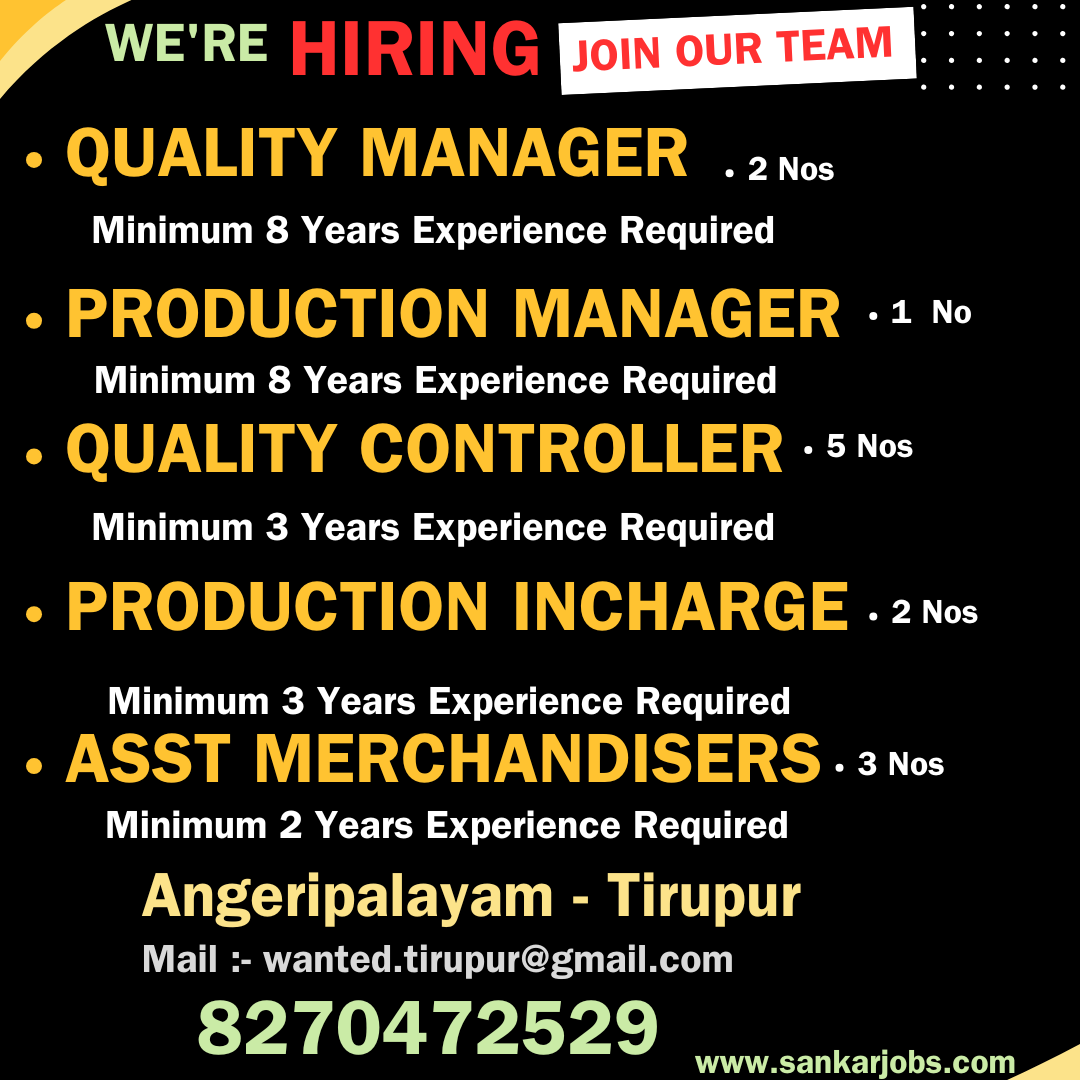 WE'RE HIRING JOIN OUR TEAM
• QUALITY MANAGER • 2 Nos
Minimum 8 Years Experience Required
• PRODUCTION MANAGER • 1 No
Minimum 8 Years Experience Required
• QUALITY CONTROLLER • 5 Nos
Minimum 3 Years Experience Required
• PRODUCTION INCHARGE • 2 Nos
Minimum 3 Years Experience Required
• ASST MERCHANDISERS • 3 Nos
Minimum 2 Years Experience Required
Angeripalayam - Tirupur
Mail :- wanted.tirupur@gmail.com
8270472529
www.sankarjobs.com